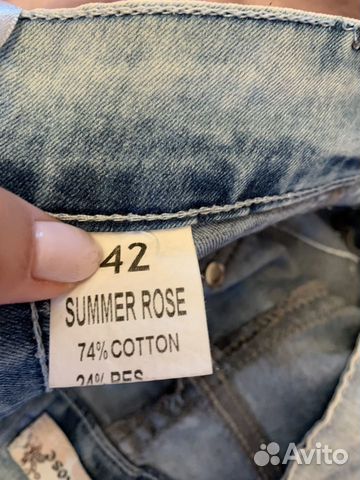 42
SUMMER ROSE
74% COTTON
24% PES
Avito